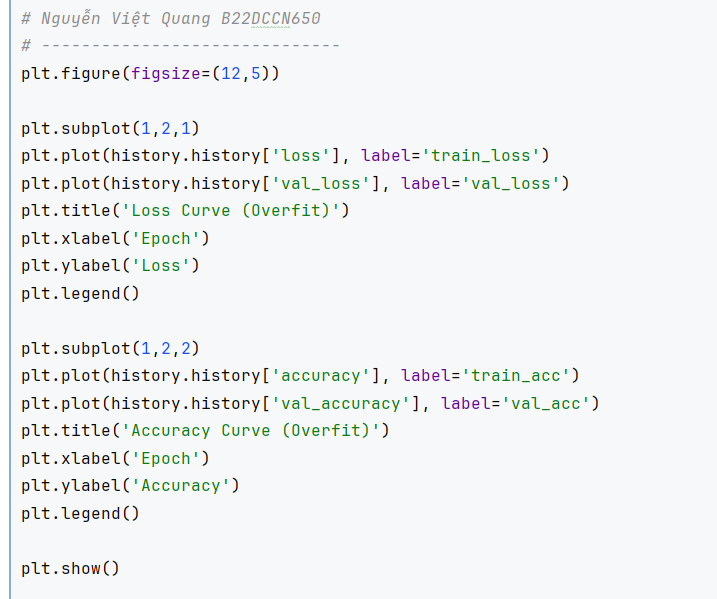 # Nguyễn Việt Quang B22DCCN650
# ------------------------------
plt.figure(figsize=(12,5))
plt.subplot(1,2,1)
plt.plot(history.history['loss'], label='train_loss')
plt.plot(history.history['val_loss'], label='val_loss')
plt.title('Loss Curve (Overfit)')
plt.xlabel('Epoch')
plt.ylabel('Loss')
plt.legend()
plt.subplot(1,2,2)
plt.plot(history.history['accuracy'], label='train_acc')
plt.plot(history.history['val_accuracy'], label='val_acc')
plt.title('Accuracy Curve (Overfit)')
plt.xlabel('Epoch')
plt.ylabel('Accuracy')
plt.legend()
plt.show()